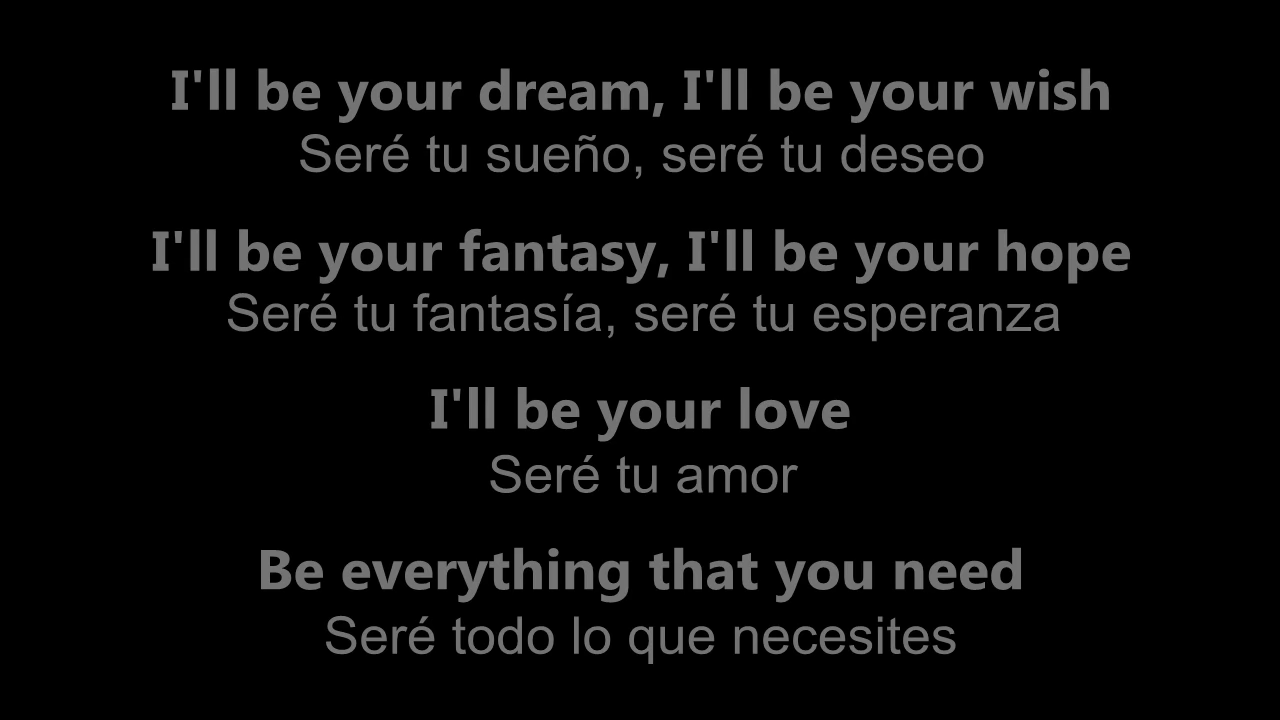 I'll be your dream, I'll be your wish
Seré tu sueño, seré tu deseo
I'll be your fantasy, I'll be your hope
Seré tu fantasía, seré tu esperanza
I'll be your love
Seré tu amor
Be everything that you need
Seré todo lo que necesites